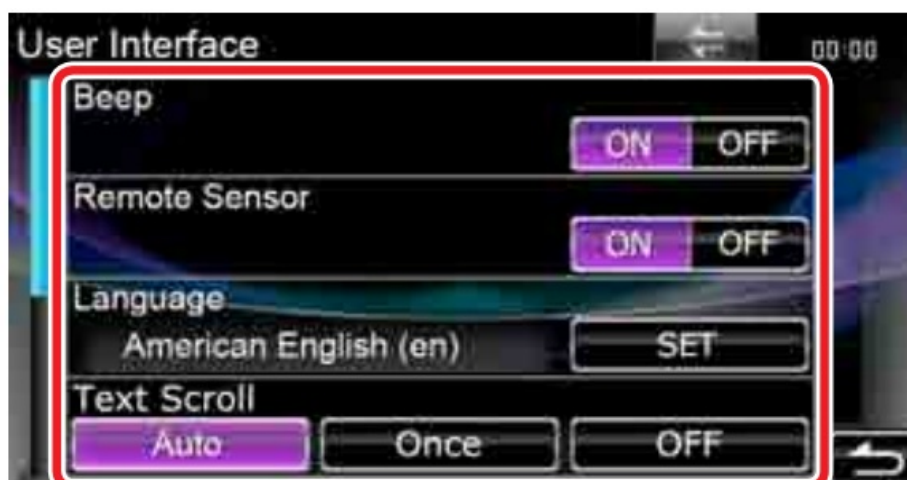 User Interface
00:00
Beep
ON OFF
Remote Sensor
ON OFF
Language
American English (en) SET
Text Scroll
Auto Once OFF